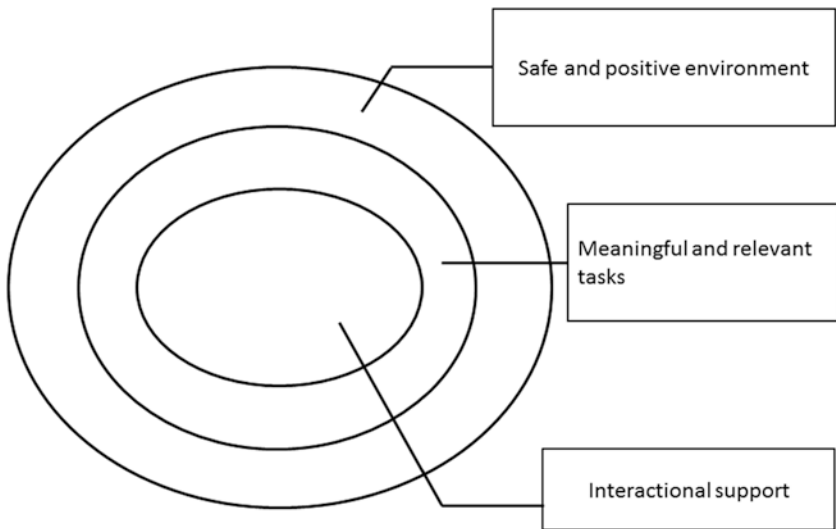 Safe and positive environment
Meaningful and relevant
tasks
Interactional support